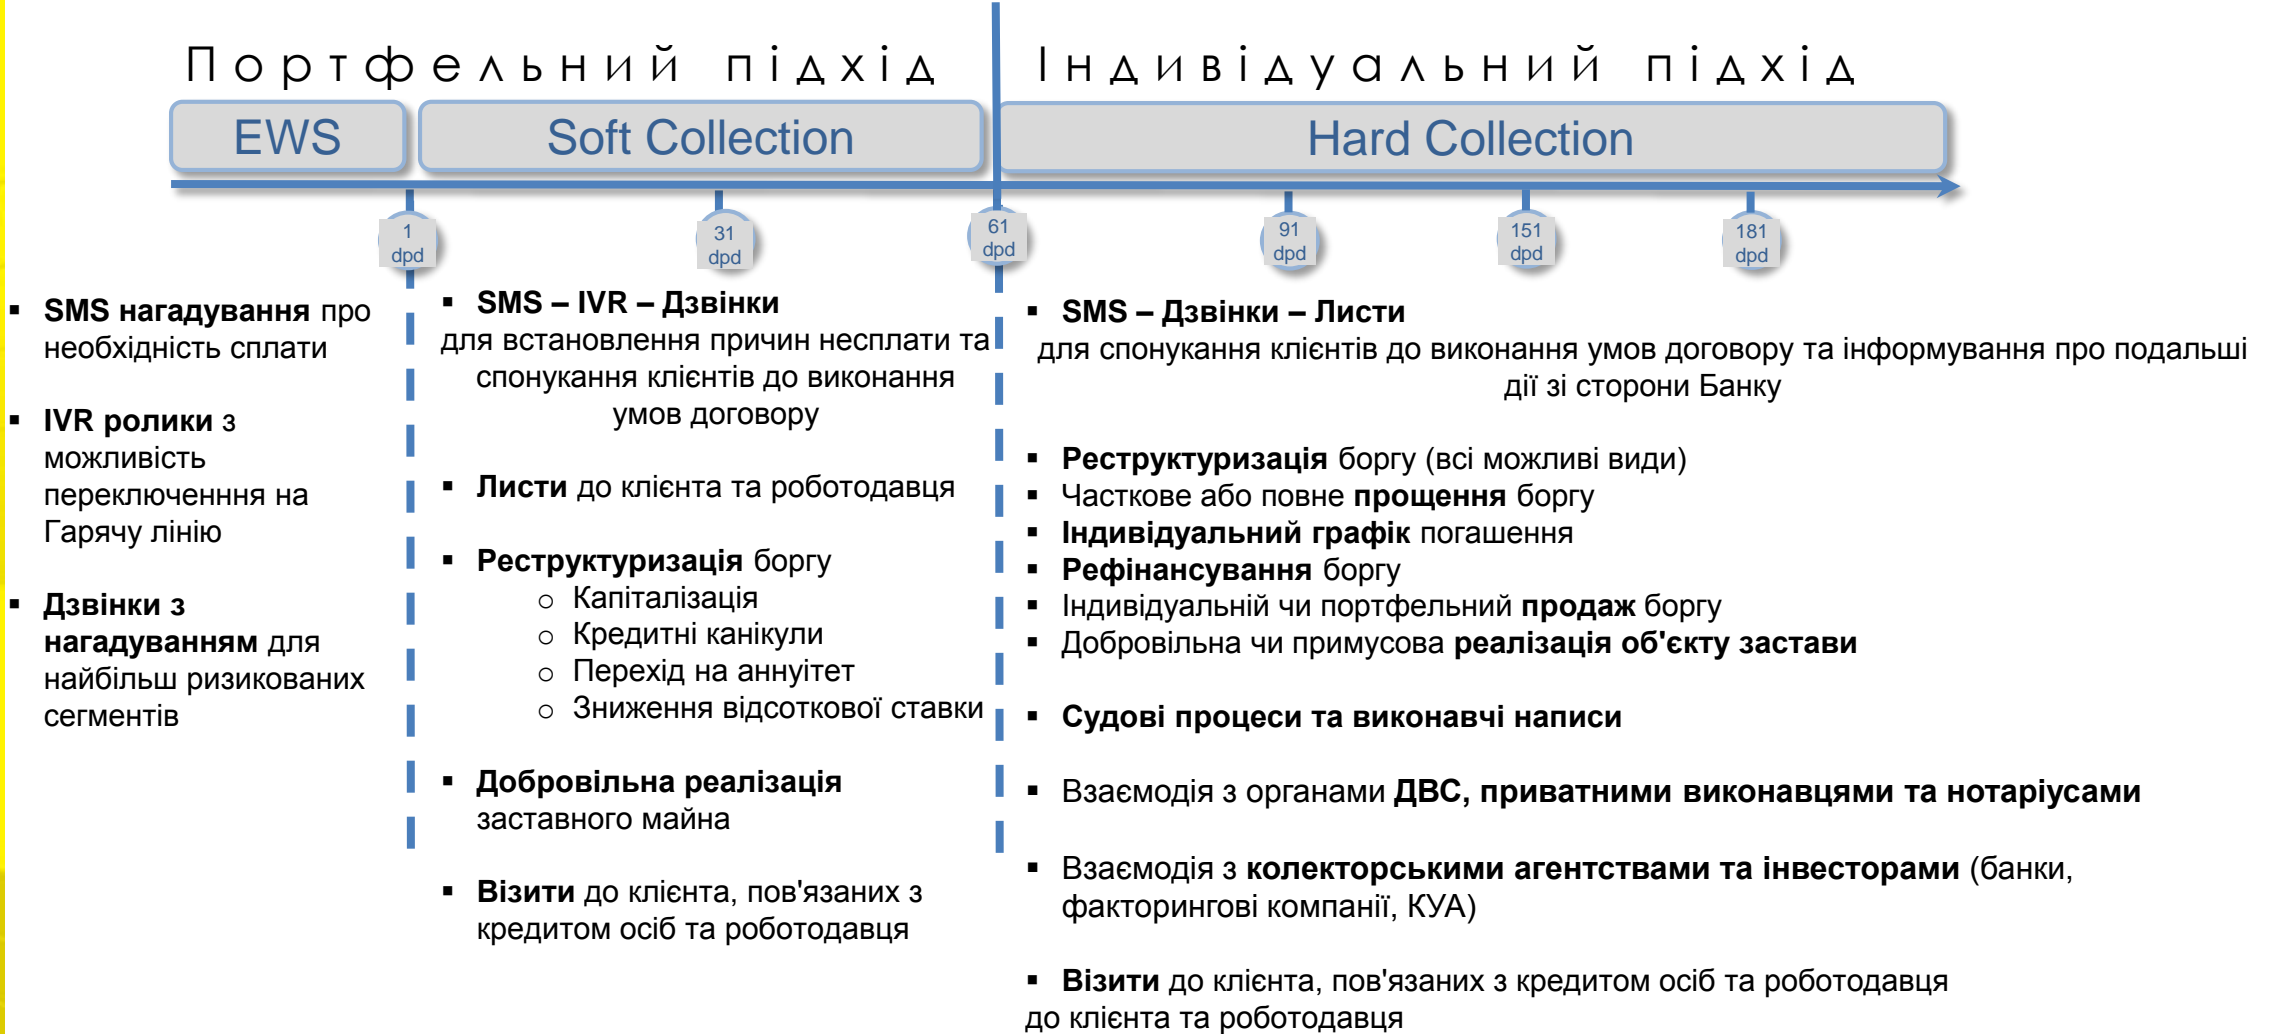 Портфельний підхід
Індивідуальний підхід
EWS
Soft Collection
Hard Collection
1
dpd
31
dpd
61
dpd
91
dpd
151
dpd
181
dpd
▪ SMS нагадування про
необхідність сплати
▪ IVR ролики з
можливість
переключенння на
Гарячу лінію
▪ Дзвінки з
нагадуванням для
найбільш ризикованих
сегментів
▪ SMS – IVR – Дзвінки
для встановлення причин несплати та
спонукання клієнтів до виконання
умов договору
▪ Листи до клієнта та роботодавця
▪ Реструктуризація боргу
o Капіталізація
o Кредитні канікули
o Перехід на аннуітет
o Зниження відсоткової ставки
▪ Добровільна реалізація
заставного майна
▪ Візити до клієнта, пов'язаних з
кредитом осіб та роботодавця
▪ SMS – Дзвінки – Листи
для спонукання клієнтів до виконання умов договору та інформування про подальші
дії зі сторони Банку
▪ Реструктуризація боргу (всі можливі види)
▪ Часткове або повне прощення боргу
▪ Індивідуальний графік погашення
▪ Рефінансування боргу
▪ Індивідуальній чи портфельний продаж боргу
▪ Добровільна чи примусова реалізація об'єкту застави
▪ Судові процеси та виконавчі написи
▪ Взаємодія з органами ДВС, приватними виконавцями та нотаріусами
▪ Взаємодія з колекторськими агентствами та інвесторами (банки,
факторингові компанії, КУА)
▪ Візити до клієнта, пов'язаних з кредитом осіб та роботодавця
до клієнта та роботодавця